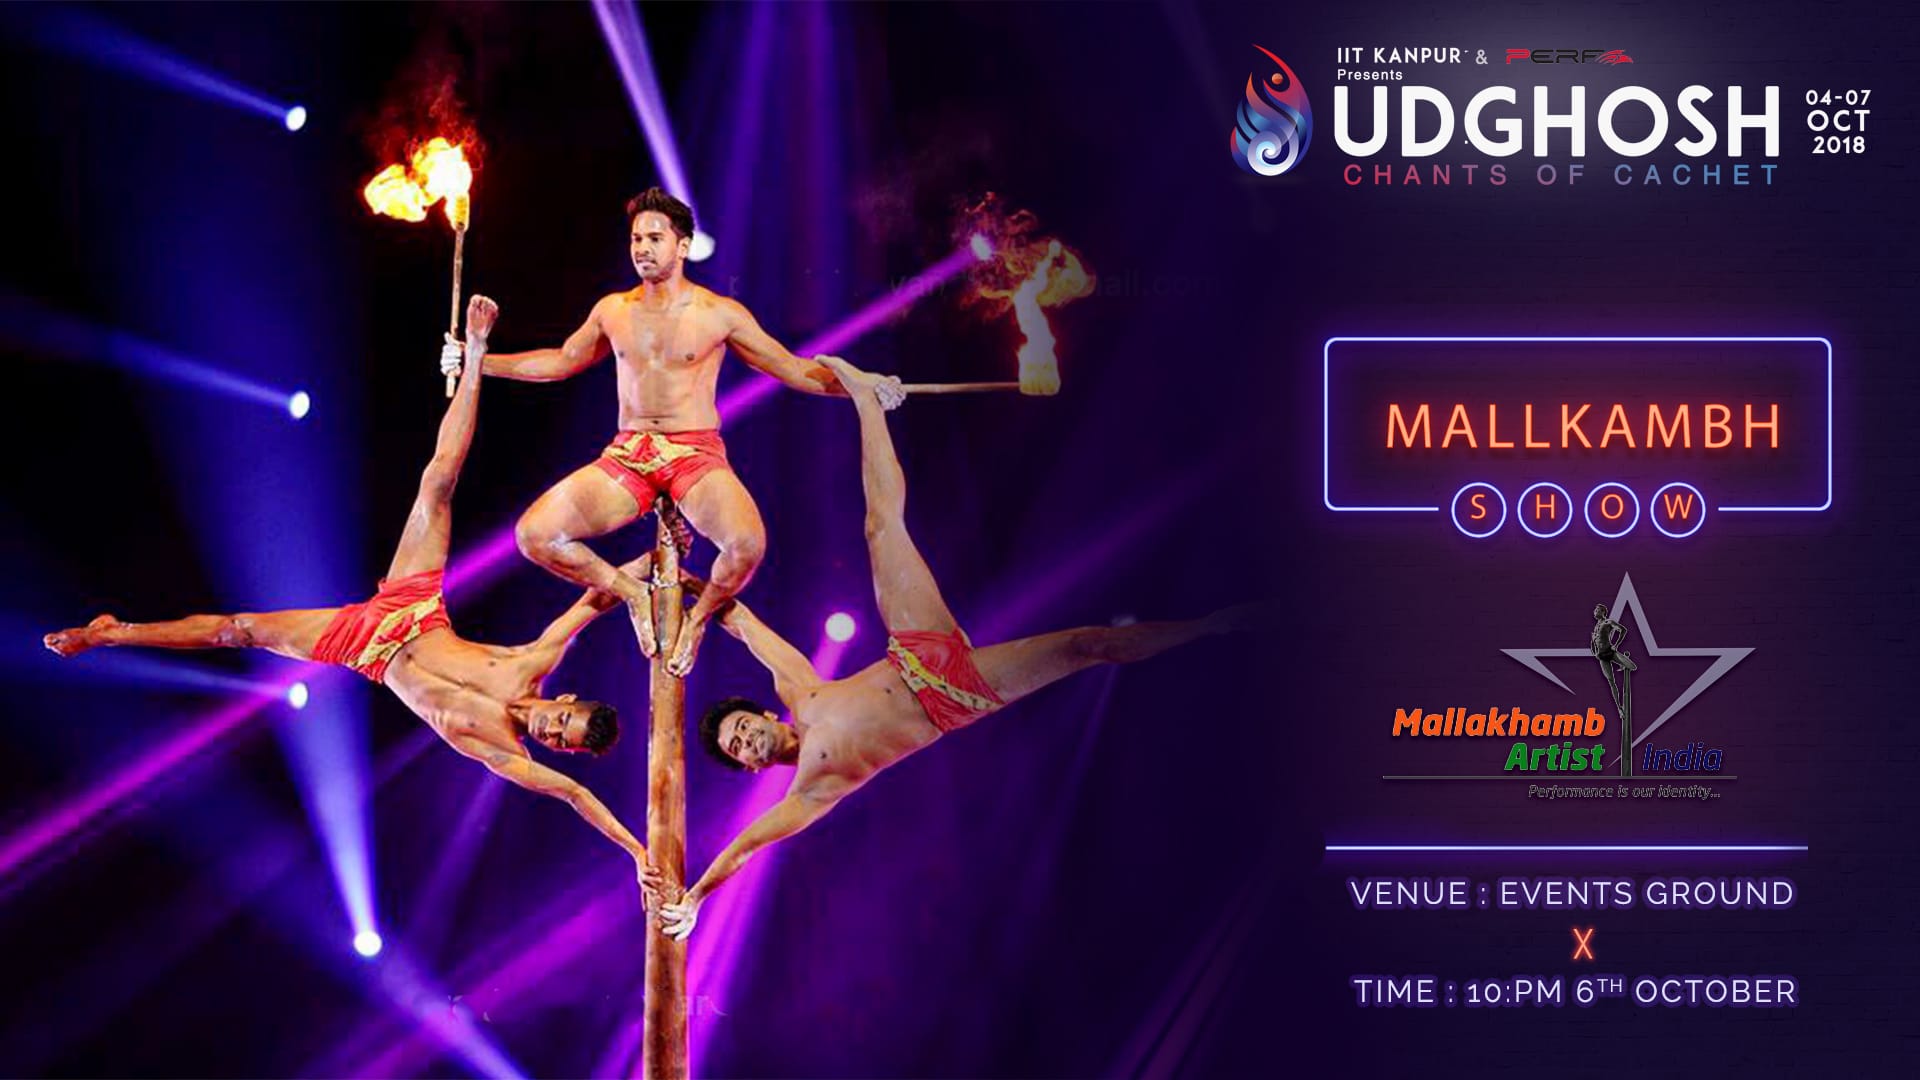 IIT KANPUR & PERF
Presents
UDGHOSH
CHANTS OF CACHET
04-07
OCT
2018
MALLKAMBH
SHOW
Mallakhamb
Artist India
Performance is our identity...
VENUE : EVENTS GROUND
X
TIME : 10:PM 6TH OCTOBER